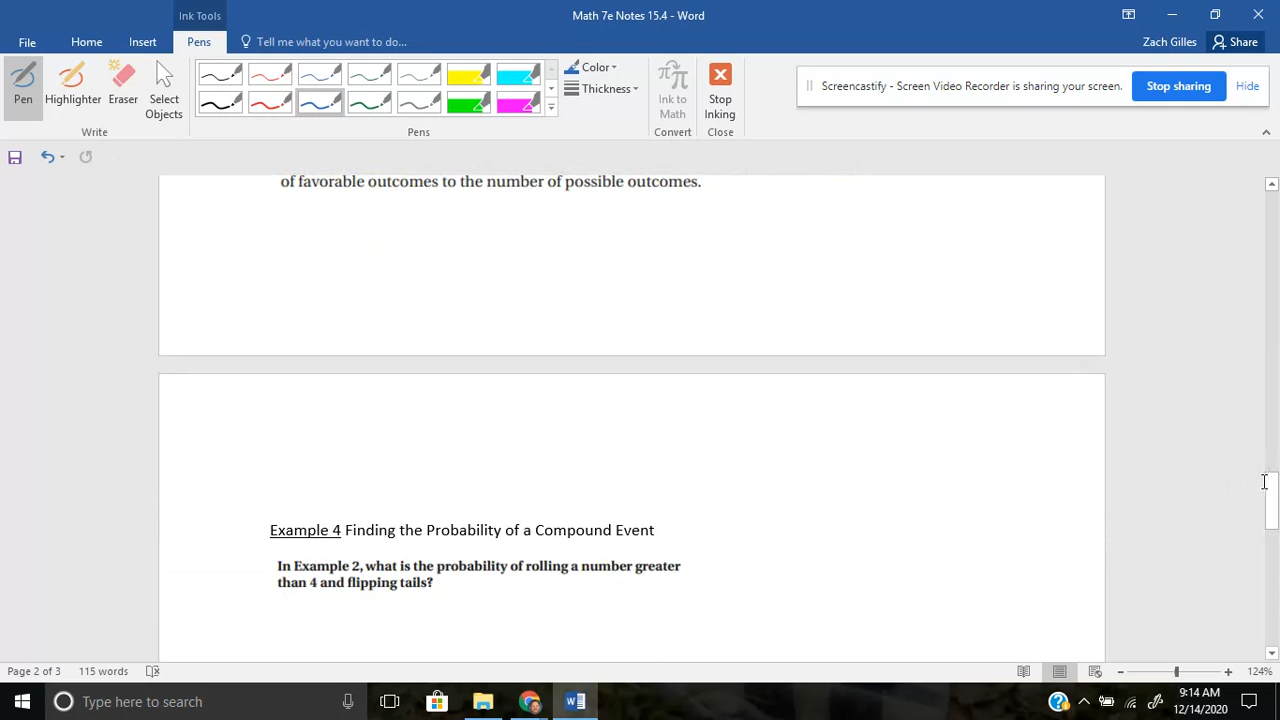 Ink Tools
Math 7e Notes 15.4 - Word
File
Home
Insert
Pens
Tell me what you want to do...
Zach Gilles
Share
Pen
Highlighter
Eraser
Select Objects
Write
Color
Thickness
Pens
Ink to Math
Convert
Stop Inking
Close
Screencastify - Screen Video Recorder is sharing your screen.
Stop sharing
Hide
of favorable outcomes to the number of possible outcomes.
Example 4 Finding the Probability of a Compound Event
In Example 2, what is the probability of rolling a number greater
than 4 and flipping tails?
Page 2 of 3
115 words
124%
Type here to search
9:14 AM
12/14/2020